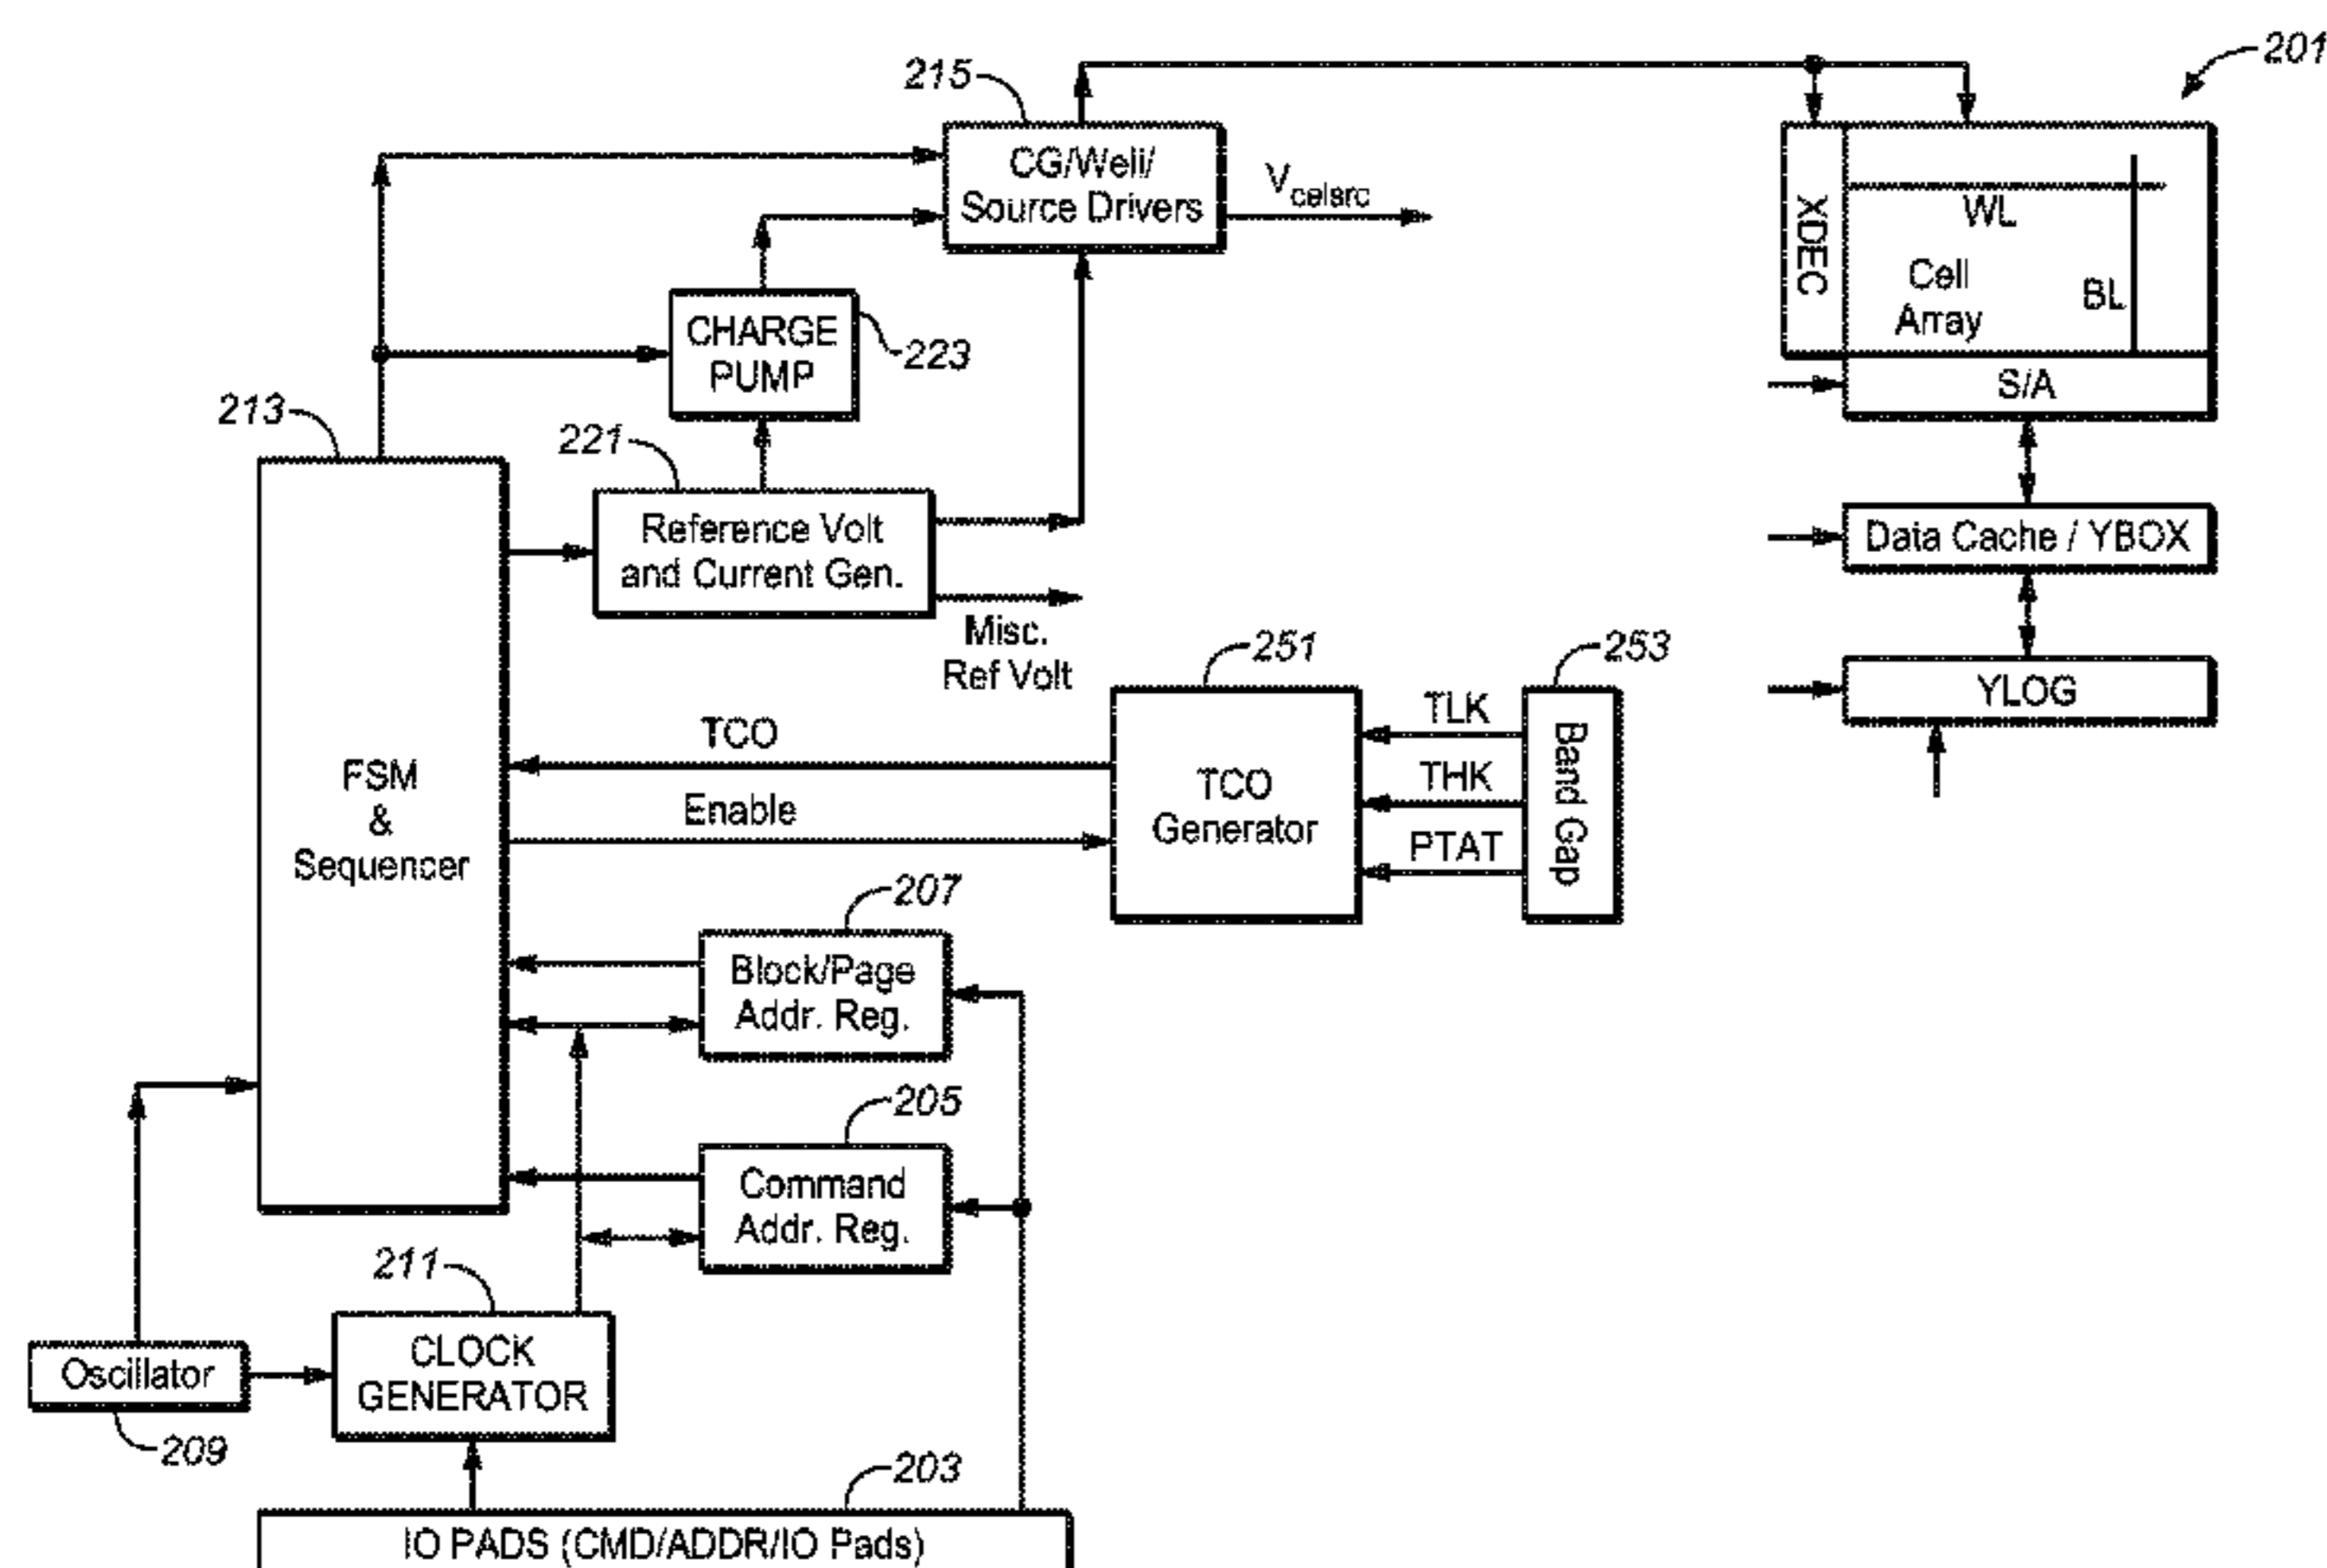 201
215
CG/Well/
Source Drivers
Vcelsrc
XDEC
WL
Cell
Array
BL
S/A
CHARGE
PUMP
223
213
221
Reference Volt
and Current Gen.
Misc.
Ref Volt
Data Cache / YBOX
YLOG
251
253
TCO
Enable
TCO
Generator
TLK
THK
PTAT
Band Gap
FSM
&
Sequencer
207
Block/Page
Addr. Reg.
205
Command
Addr. Reg.
211
CLOCK
GENERATOR
Oscillator
209
203
IO PADS (CMD/ADDR/IO Pads)